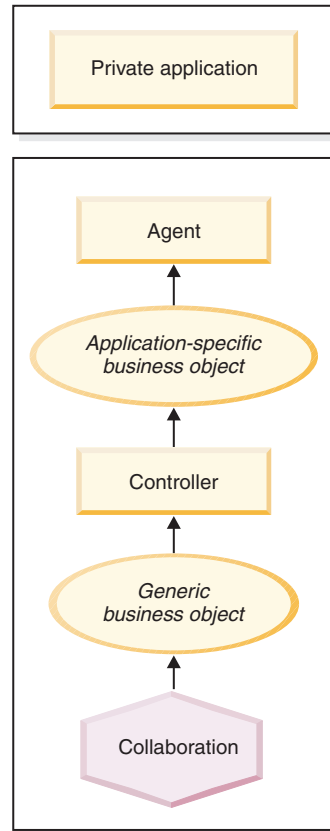 Private application
Agent
Application-specific
business object
Controller
Generic
business object
Collaboration